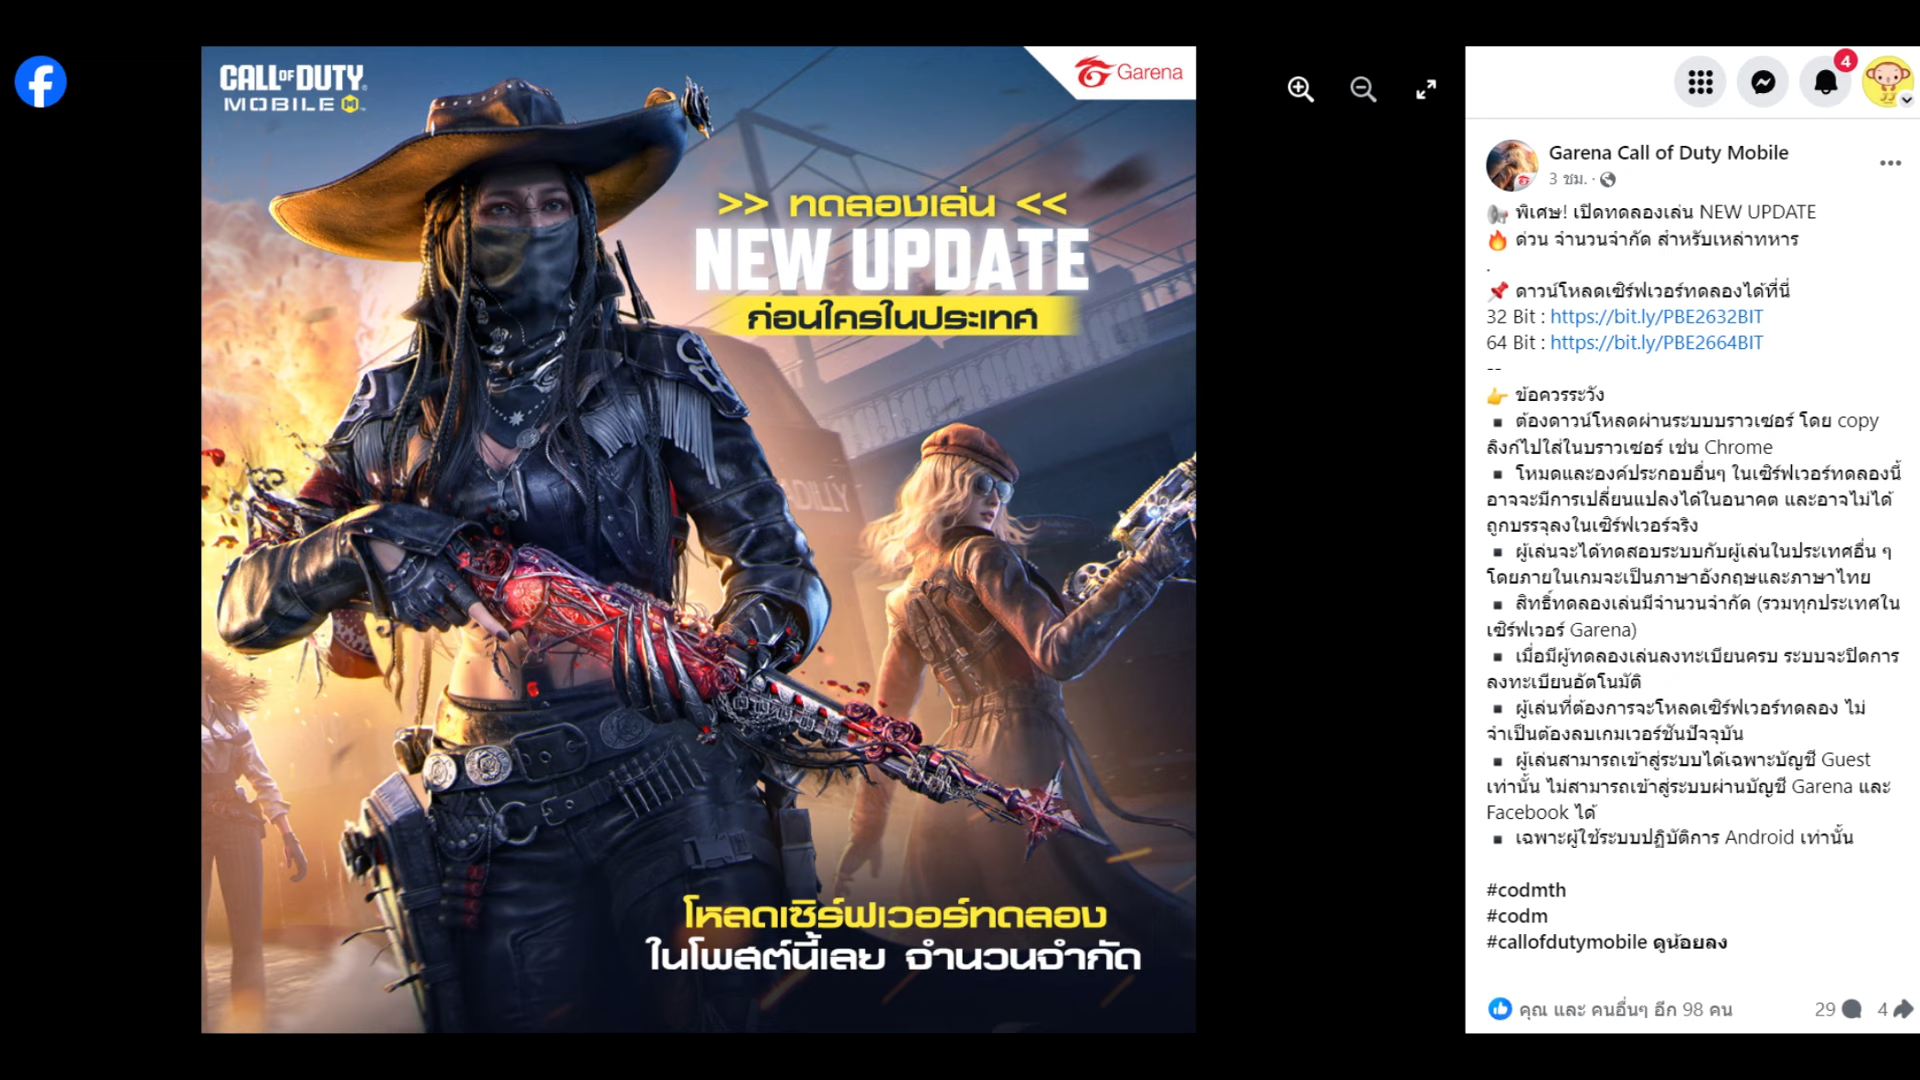 CALL OF DUTY
MOBILE
Garena
>> ทดลองเล่น <<
NEW UPDATE
ก่อนใครในประเทศ
โหลดเซิร์ฟเวอร์ทดลอง
ในโพสต์นี้เลย จำนวนจำกัด
4
Garena Call of Duty Mobile
3 ชม. ·
พิเศษ! เปิดทดลองเล่น NEW UPDATE
🔥 ด่วน จำนวนจำกัด สำหรับเหล่าทหาร
.
📌 ดาวน์โหลดเซิร์ฟเวอร์ทดลองได้ที่นี่
32 Bit : https://bit.ly/PBE2632BIT
64 Bit : https://bit.ly/PBE2664BIT
--
👉 ข้อควรระวัง
▪ ต้องดาวน์โหลดผ่านระบบบราวเซอร์ โดย copy
ลิงก์ไปใส่ในบราวเซอร์ เช่น Chrome
▪ โหมดและองค์ประกอบอื่นๆ ในเซิร์ฟเวอร์ทดลองนี้
อาจจะมีการเปลี่ยนแปลงได้ในอนาคต และอาจไม่ได้
ถูกบรรจุลงในเซิร์ฟเวอร์จริง
▪ ผู้เล่นจะได้ทดสอบระบบกับผู้เล่นในประเทศอื่น ๆ
โดยภายในเกมจะเป็นภาษาอังกฤษและภาษาไทย
▪ สิทธิ์ทดลองเล่นมีจำนวนจำกัด (รวมทุกประเทศใน
เซิร์ฟเวอร์ Garena)
▪ เมื่อมีผู้ทดลองเล่นลงทะเบียนครบ ระบบจะปิดการ
ลงทะเบียนอัตโนมัติ
▪ ผู้เล่นที่ต้องการจะโหลดเซิร์ฟเวอร์ทดลอง ไม่
จำเป็นต้องลบเกมเวอร์ชันปัจจุบัน
▪ ผู้เล่นสามารถเข้าสู่ระบบได้เฉพาะบัญชี Guest
เท่านั้น ไม่สามารถเข้าสู่ระบบผ่านบัญชี Garena และ
Facebook ได้
▪ เฉพาะผู้ใช้ระบบปฏิบัติการ Android เท่านั้น
#codmth
#codm
#callofdutymobile ดูน้อยลง
คุณ และ คนอื่นๆ อีก 98 คน
29 4